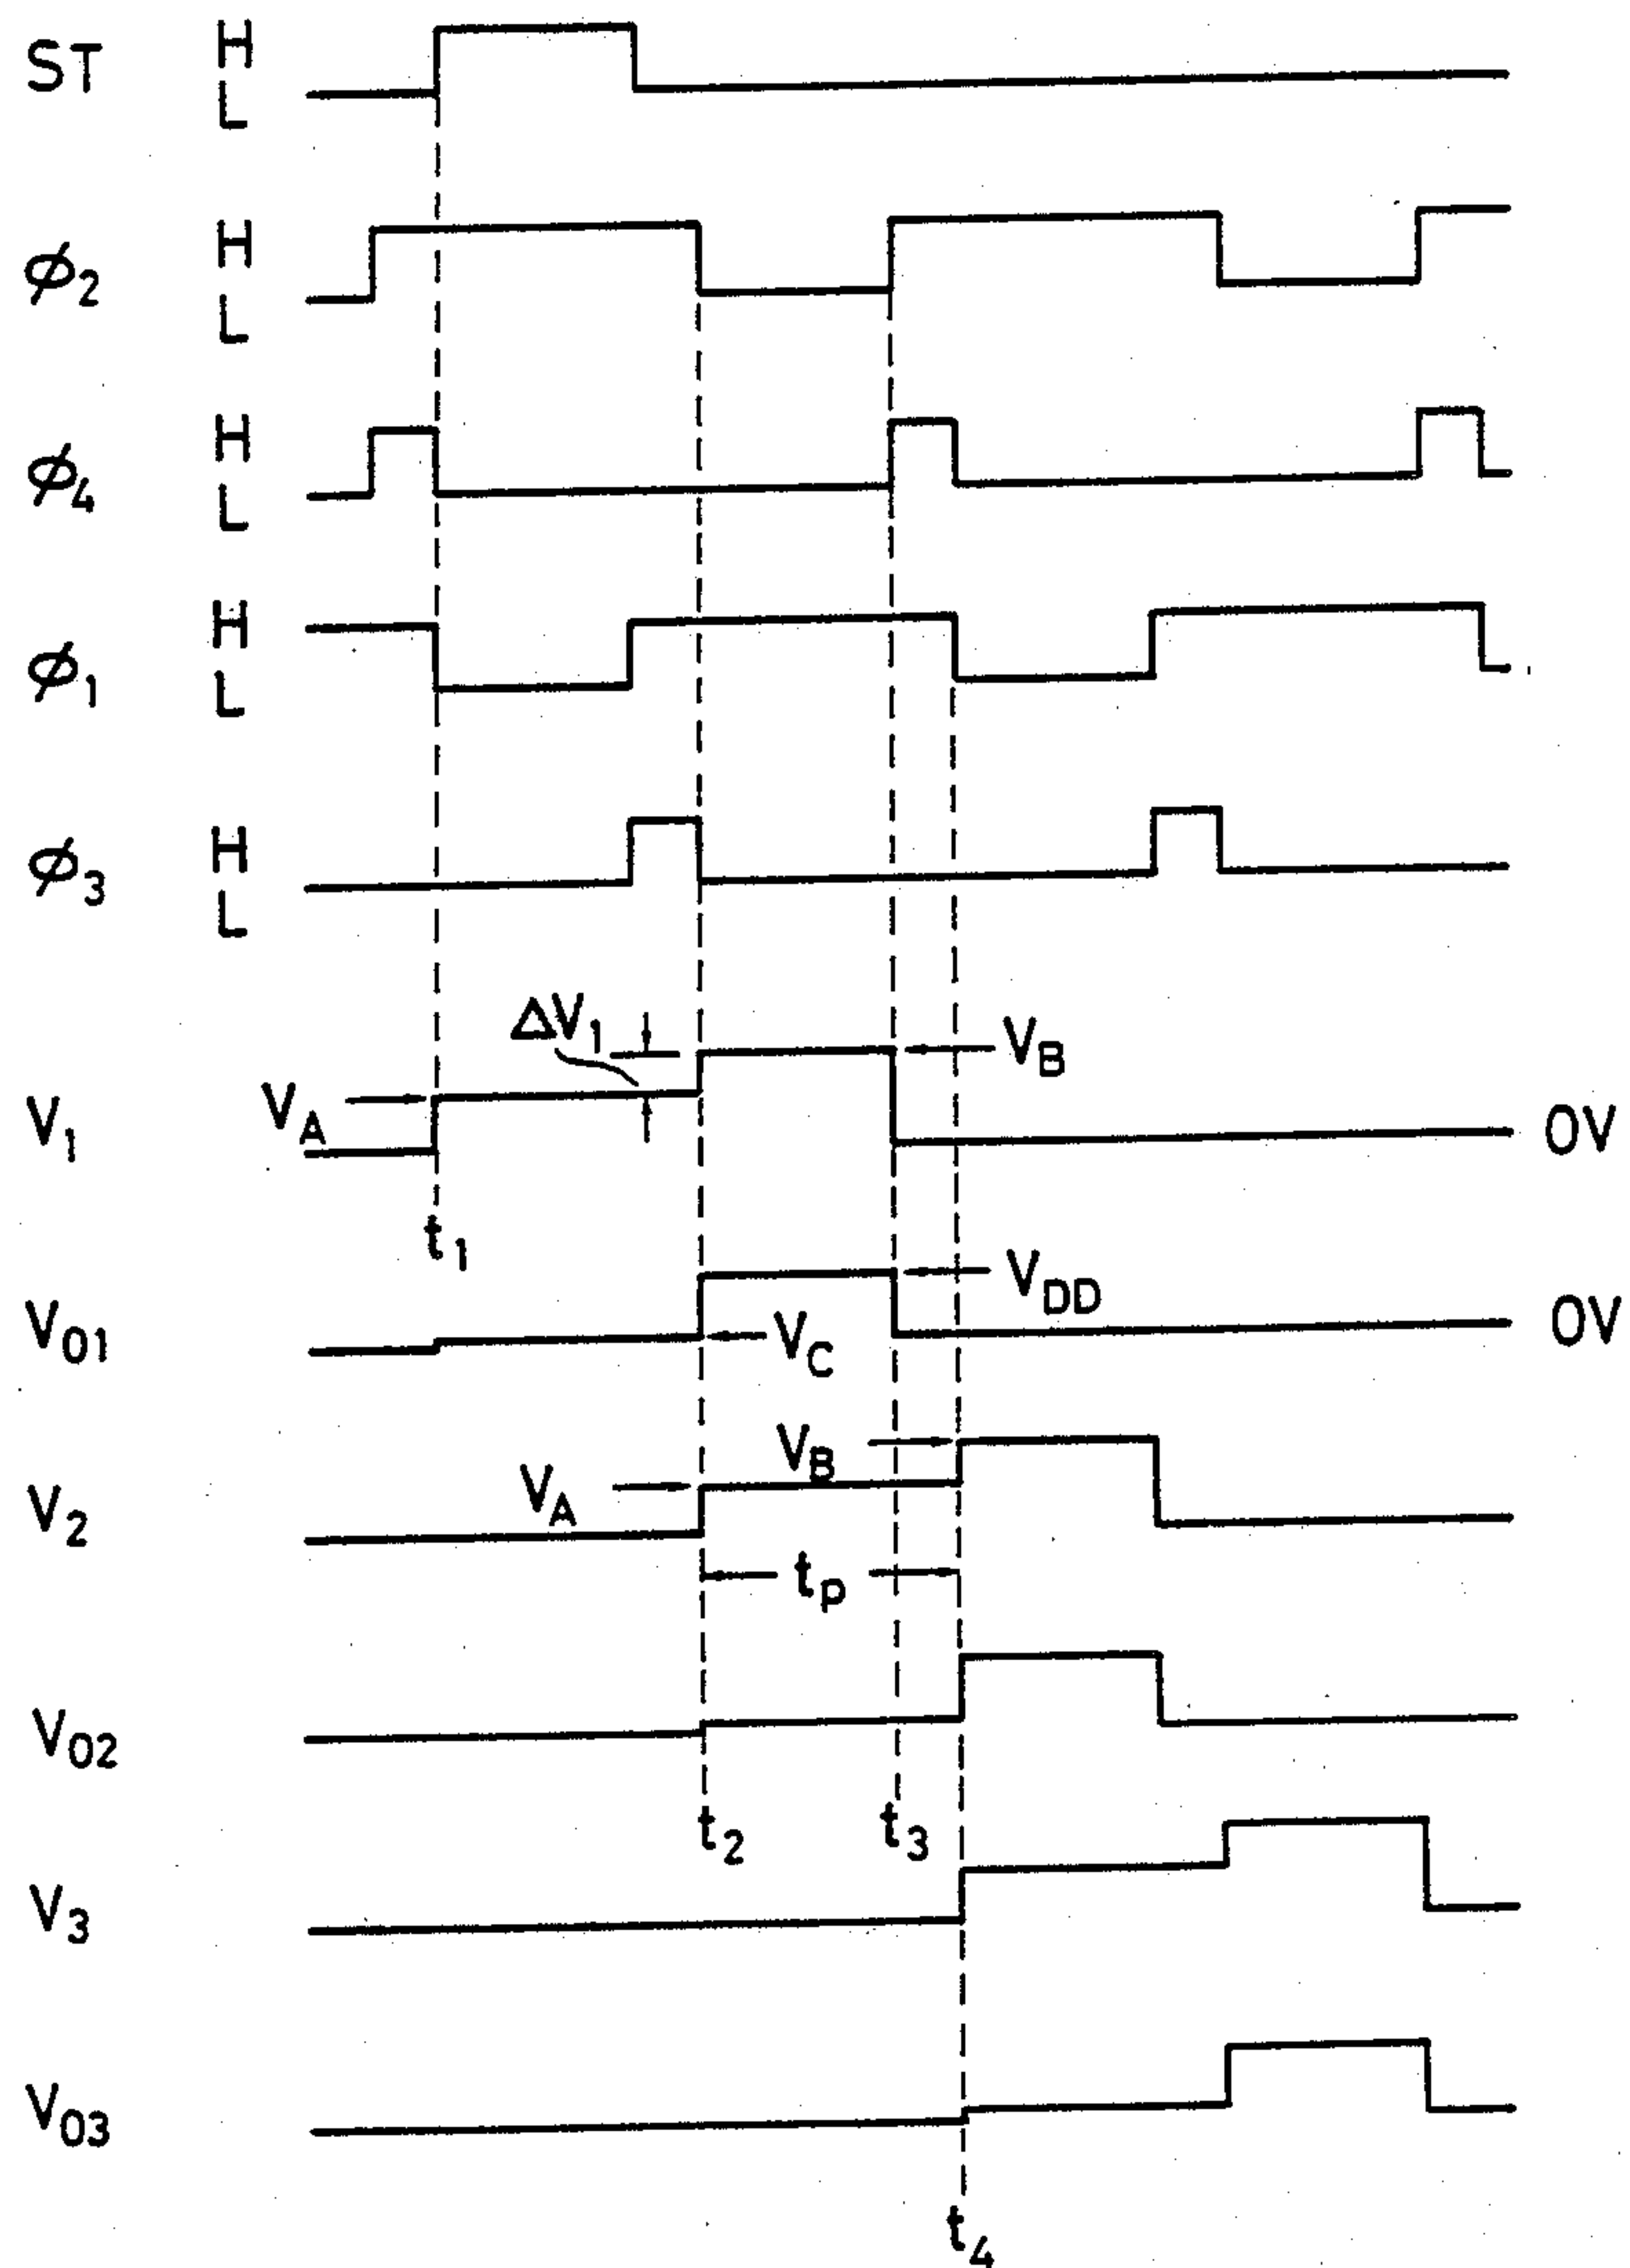 ST H
L
ϕ2 H
L
ϕ4 H
L
ϕ1 H
L
ϕ3 H
L
ΔV1 VB
V1 VA 0V
t1
V01 VDD 0V
VC
V2 VA VB
tP
V02
t2 t3
V3
V03
t4